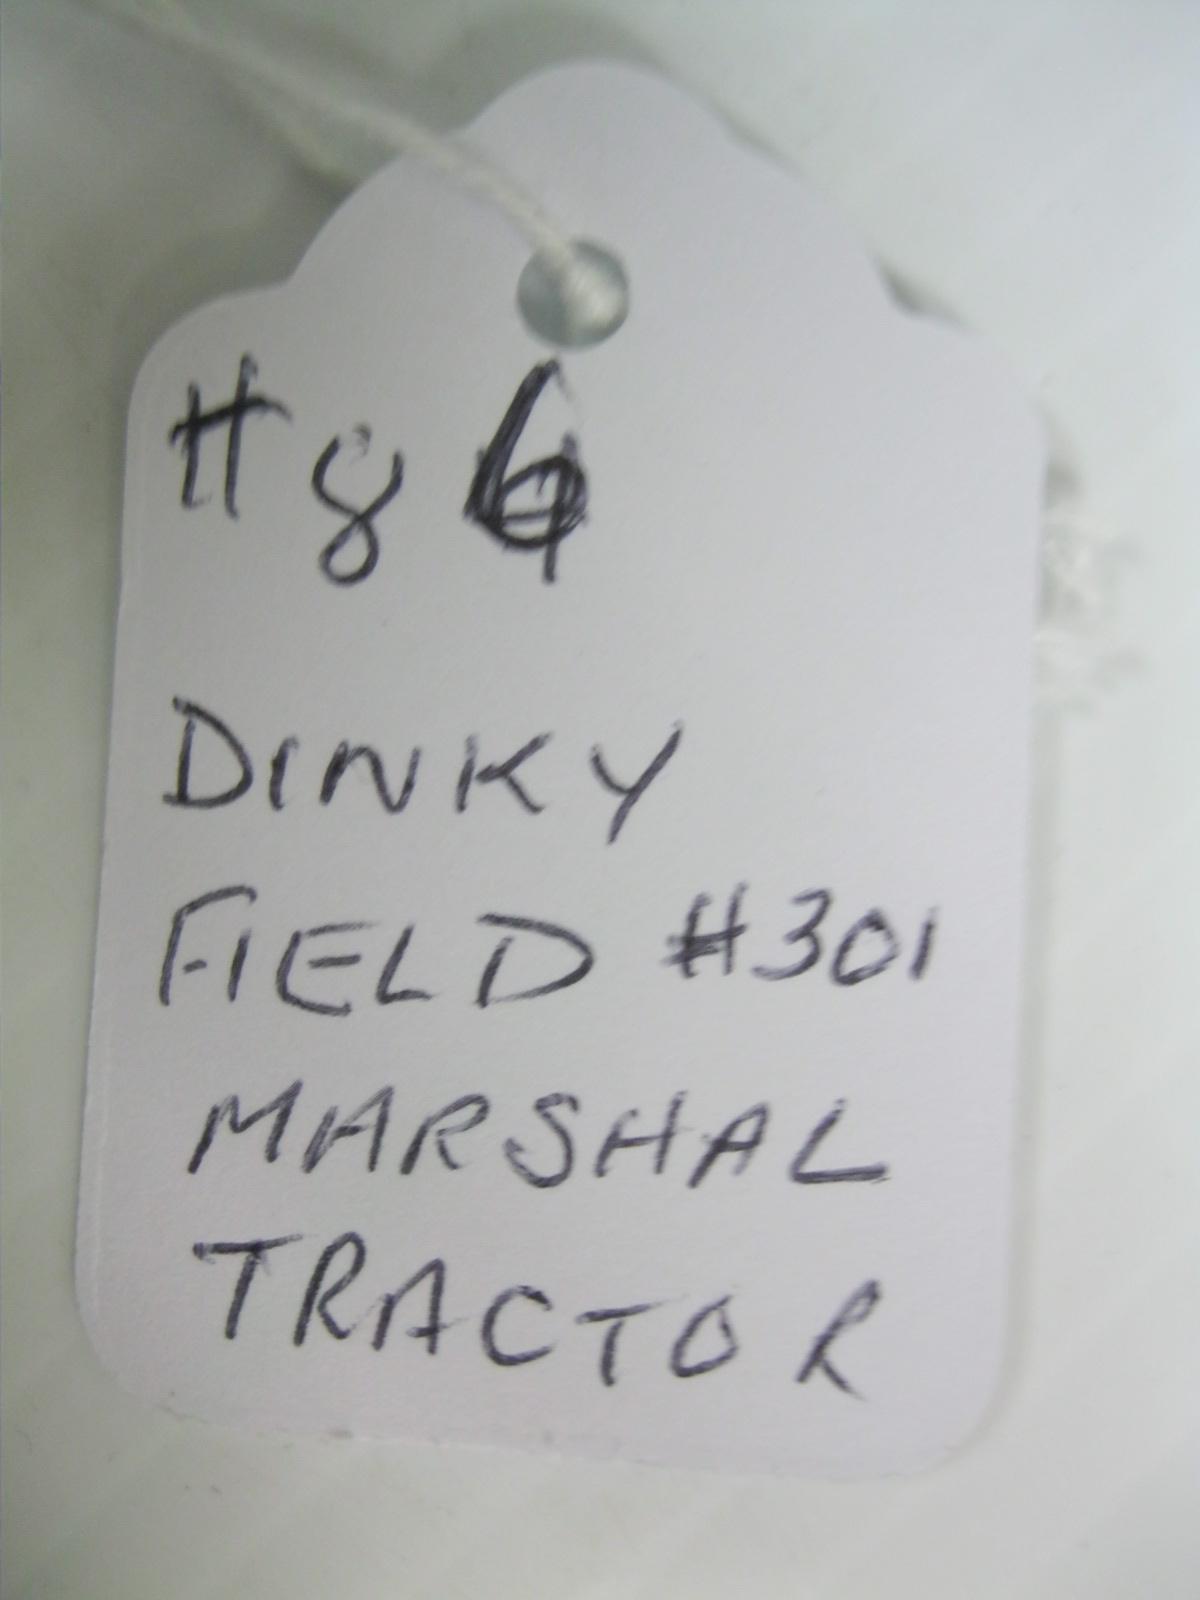 #86
DINKY
FIELD #301
MARSHAL
TRACTOR